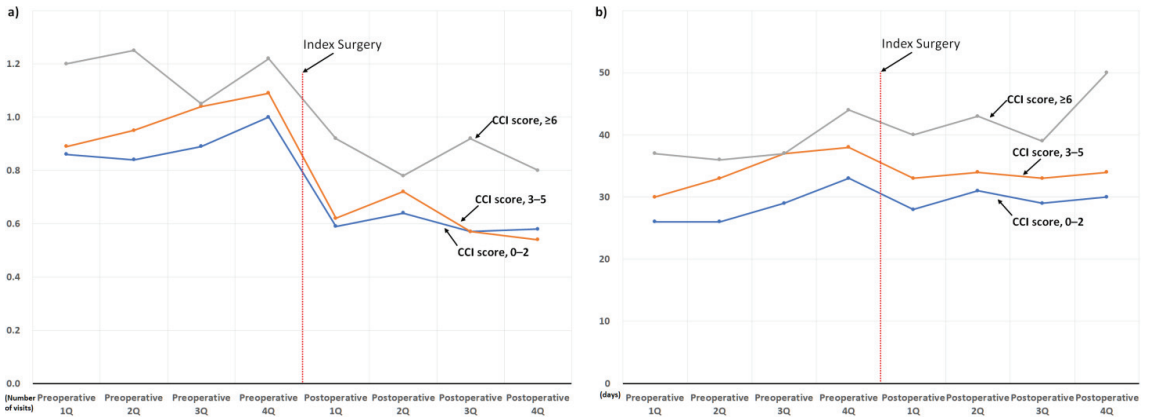 a)
Index Surgery
1.2
1.0
0.8
0.6
0.4
0.2
0.0
CCI score, ≥6
CCI score, 3–5
CCI score, 0–2
(Number of visits)
Preoperative 1Q
Preoperative 2Q
Preoperative 3Q
Preoperative 4Q
Postoperative 1Q
Postoperative 2Q
Postoperative 3Q
Postoperative 4Q
b)
Index Surgery
50
40
30
20
10
0
CCI score, ≥6
CCI score, 3–5
CCI score, 0–2
(days)
Preoperative 1Q
Preoperative 2Q
Preoperative 3Q
Preoperative 4Q
Postoperative 1Q
Postoperative 2Q
Postoperative 3Q
Postoperative 4Q